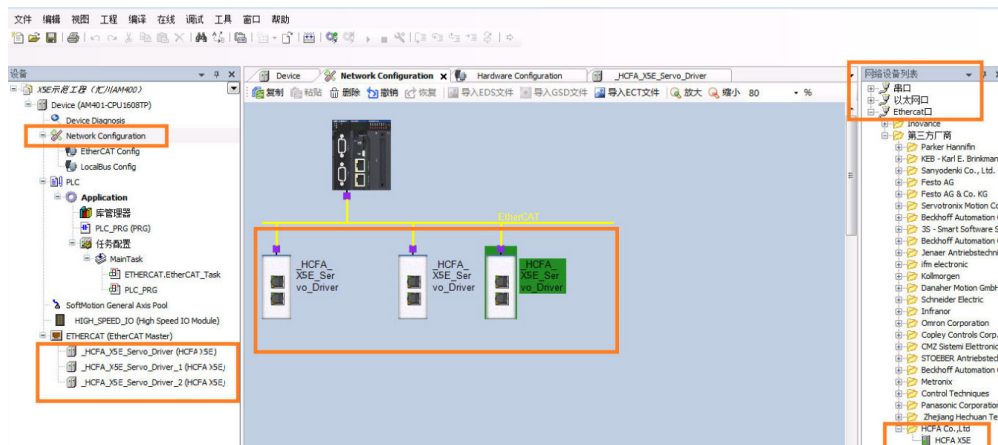 文件 编辑 视图 工程 编译 在线 调试 工具 窗口 帮助
设备
X5E示范工程（汇川AM400）
Device (AM401-CPU1608TP)
Device Diagnosis
Network Configuration
EtherCAT Config
LocalBus Config
PLC
Application
库管理器
PLC_PRG (PRG)
任务配置
MainTask
ETHERCAT.EtherCAT_Task
PLC_PRG
SoftMotion General Axis Pool
HIGH_SPEED_IO (High Speed IO Module)
ETHERCAT (EtherCAT Master)
_HCFA_X5E_Servo_Driver (HCFA X5E)
_HCFA_X5E_Servo_Driver_1 (HCFA X5E)
_HCFA_X5E_Servo_Driver_2 (HCFA X5E)
Device Network Configuration Hardware Configuration _HCFA_X5E_Servo_Driver
复制 粘贴 删除 撤销 恢复 导入EDS文件 导入GSD文件 导入ECT文件 放大 缩小 80 %
EtherCAT
_HCFA_
X5E_Ser
vo_Driver
_HCFA_
X5E_Ser
vo_Driver
_HCFA_
X5E_Ser
vo_Driver
网络设备列表
串口
以太网口
Ethercat口
Inovance
第三方厂商
Parker Hannifin
KEB - Karl E. Brinkman
Sanyodenki Co., Ltd.
Festo AG
Festo AG & Co. KG
Servotronix Motion Co
Beckhoff Automation
3S - Smart Software S
Beckhoff Automation
Jenaer Antriebstechni
ifm electronic
Kollmorgen
Danaher Motion GmbH
Schneider Electric
Infranor
Omron Corporation
Copley Controls Corp.
CMZ Sistemi Elettronic
STOEBER Antriebstec
Beckhoff Automation
Metronix
Control Techniques
Panasonic Corporation
Zhejiang Hechuan Te
HCFA Co.,Ltd
HCFA X5E